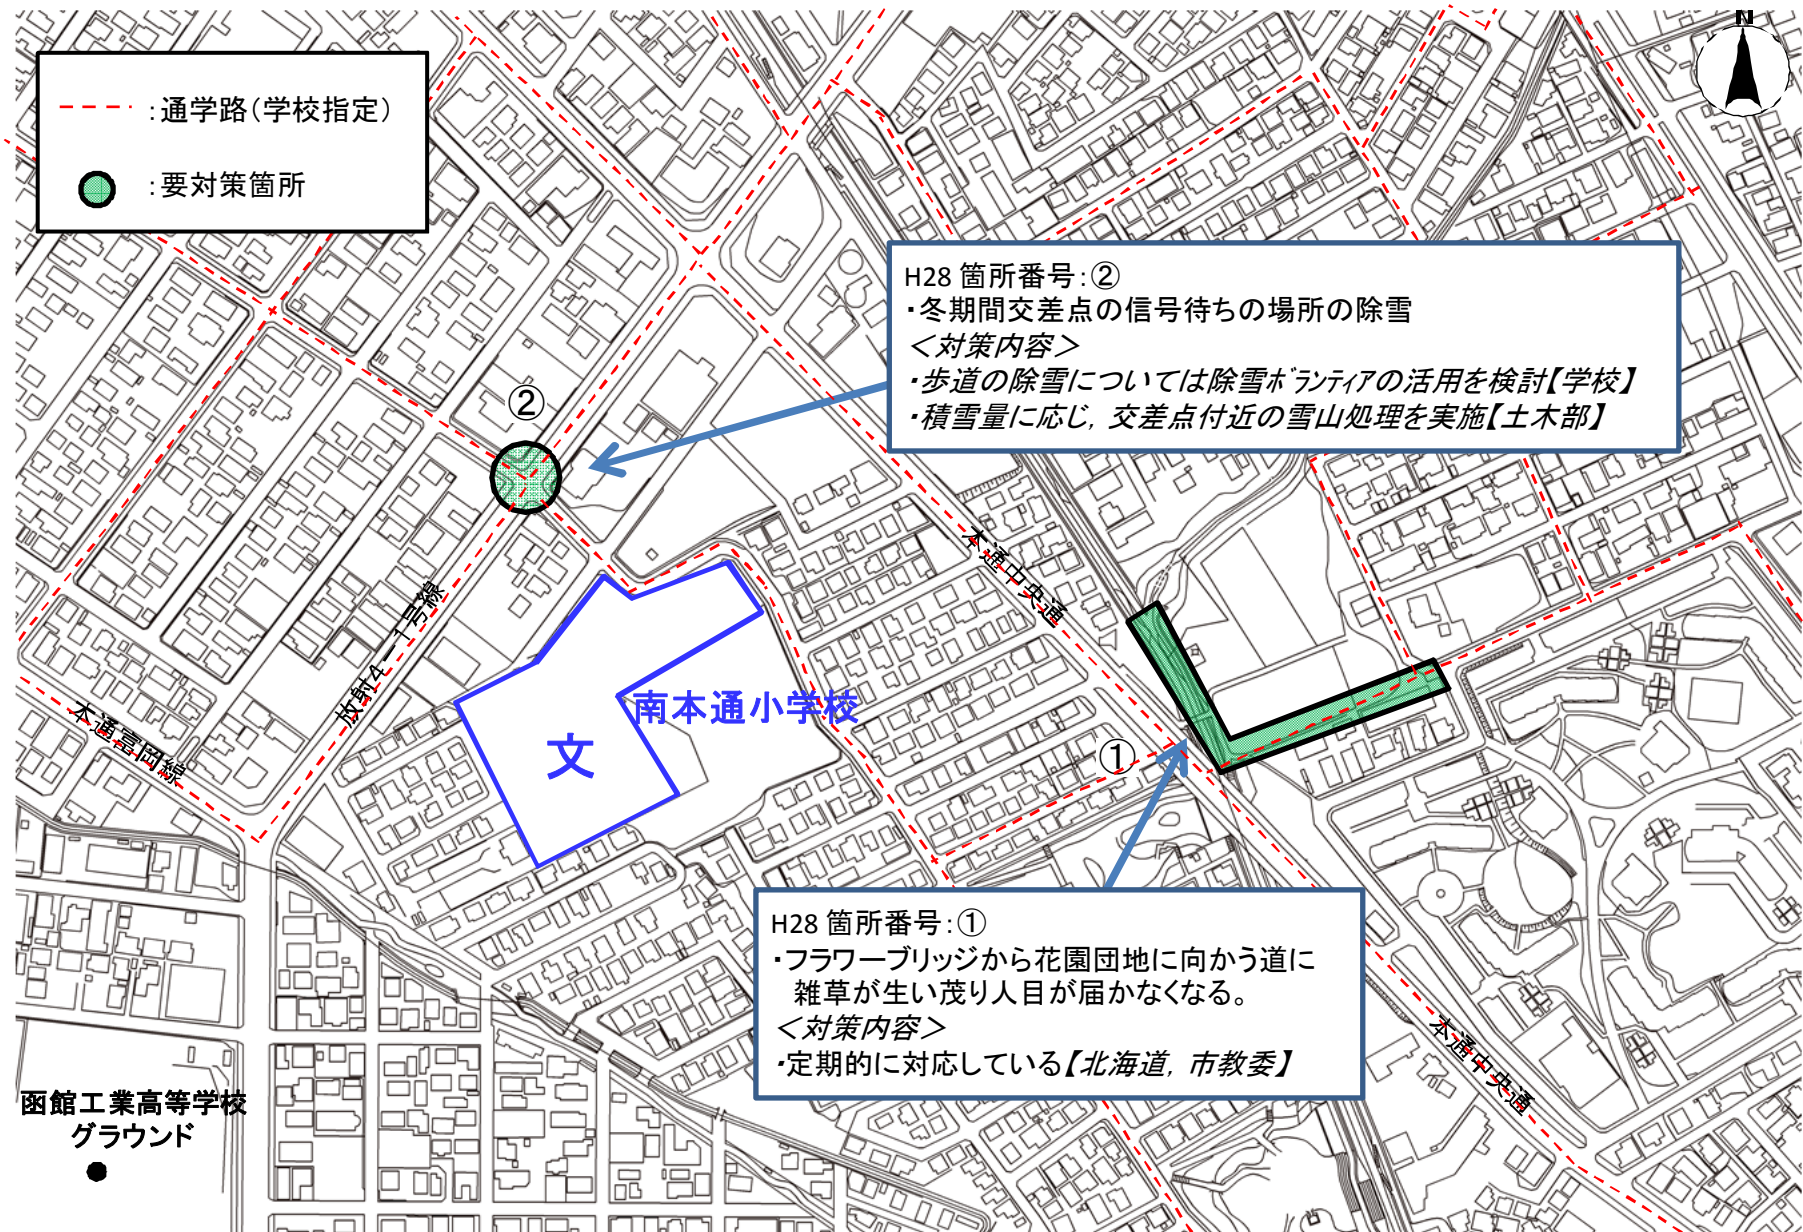 N
:通学路(学校指定)
:要対策箇所
H28 箇所番号:②
・冬期間交差点の信号待ちの場所の除雪
<対策内容>
・歩道の除雪については除雪ボランティアの活用を検討【学校】
・積雪量に応じ，交差点付近の雪山処理を実施【土木部】
②
本通中央通
放射4-1号線
本通富岡線
南本通小学校
文
①
H28 箇所番号:①
・フラワーブリッジから花園団地に向かう道に
雑草が生い茂り人目が届かなくなる。
<対策内容>
・定期的に対応している【北海道，市教委】
本通中央通
函館工業高等学校
グラウンド